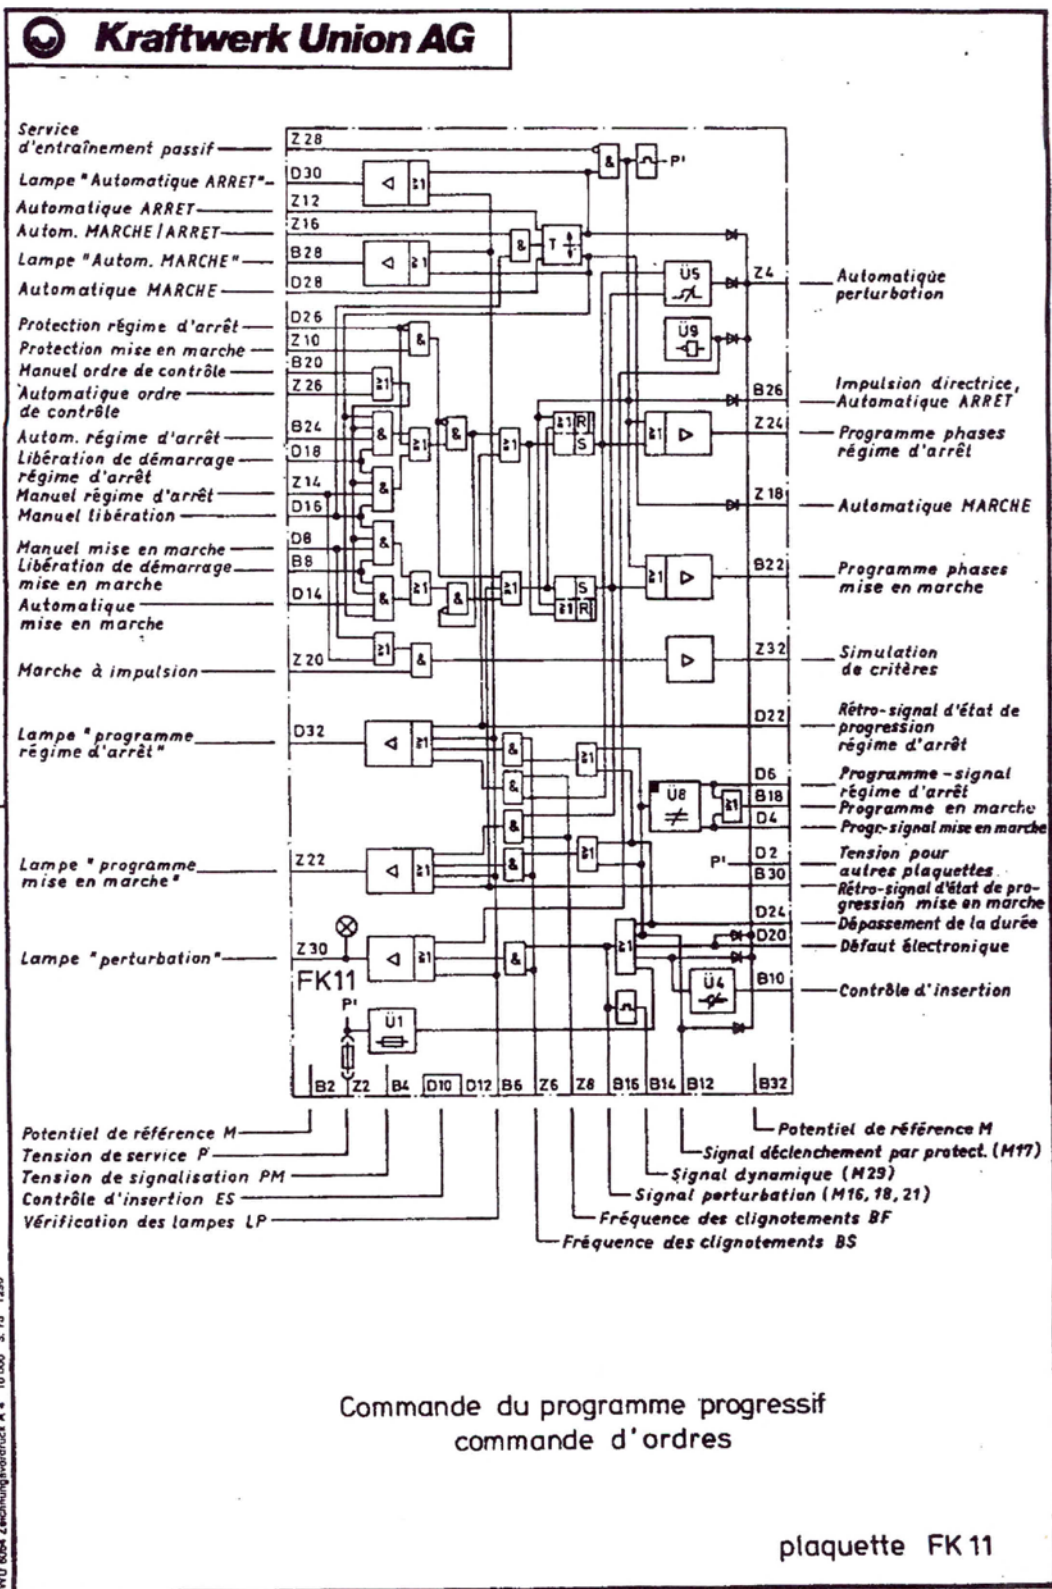 Kraftwerk Union AG
Service
d'entraînement passif
Z28
Lampe "Automatique ARRET"
D30
Automatique ARRET
Z12
Autom. MARCHE/ARRET
Z16
Lampe "Autom. MARCHE"
B28
Automatique MARCHE
D28
Protection régime d'arrêt
D26
Protection mise en marche
Z10
Manuel ordre de contrôle
B20
Automatique ordre
de contrôle
Z26
Autom. régime d'arrêt
B24
Libération de démarrage
régime d'arrêt
D18
Manuel régime d'arrêt
Z14
Manuel libération
D16
Manuel mise en marche
D8
Libération de démarrage
mise en marche
B8
Automatique
mise en marche
D14
Marche à impulsion
Z20
Lampe "programme
régime d'arrêt"
D32
Lampe "programme
mise en marche"
Z22
Lampe "perturbation"
Z30
FK11
P'
Ü1
&
≥1
T
P'
Ü5
Ü9
R
S
S
R
Ü8
Ü4
Z4
Automatique
perturbation
B26
Impulsion directrice,
Automatique ARRET
Z24
Programme phases
régime d'arrêt
Z18
Automatique MARCHE
B22
Programme phases
mise en marche
Z32
Simulation
de critères
D22
Rétro-signal d'état de
progression
régime d'arrêt
D6
Programme-signal
régime d'arrêt
B18
Programme en marche
D4
Progr.-signal mise en marche
P'
D2
Tension pour
autres plaquettes
B30
Rétro-signal d'état de pro-
gression mise en marche
D24
Dépassement de la durée
D20
Défaut électronique
B10
Contrôle d'insertion
B2 Z2 B4 D10 D12 B6 Z6 Z8 B16 B14 B12 B32
Potentiel de référence M
Tension de service P
Tension de signalisation PM
Contrôle d'insertion ES
Vérification des lampes LP
Potentiel de référence M
Signal déclenchement par protect. (M17)
Signal dynamique (M29)
Signal perturbation (M16, 18, 21)
Fréquence des clignotements BF
Fréquence des clignotements BS
Commande du programme progressif
commande d'ordres
plaquette FK 11